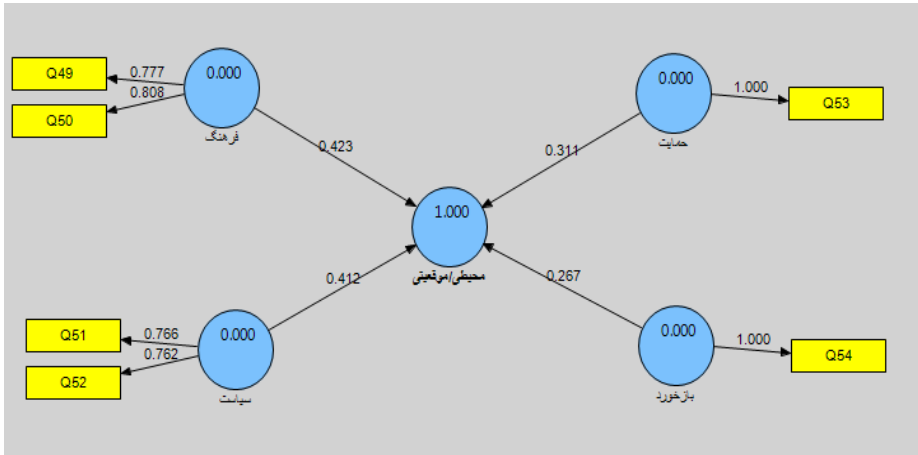 Q49
0.777
0.000
Q50
0.808
فرهنگ
0.423
0.000
1.000
Q53
حمایت
0.311
1.000
محیطی/موقعیتی
Q51
0.766
0.000
Q52
0.762
سیاست
0.412
0.267
0.000
1.000
Q54
بازخورد